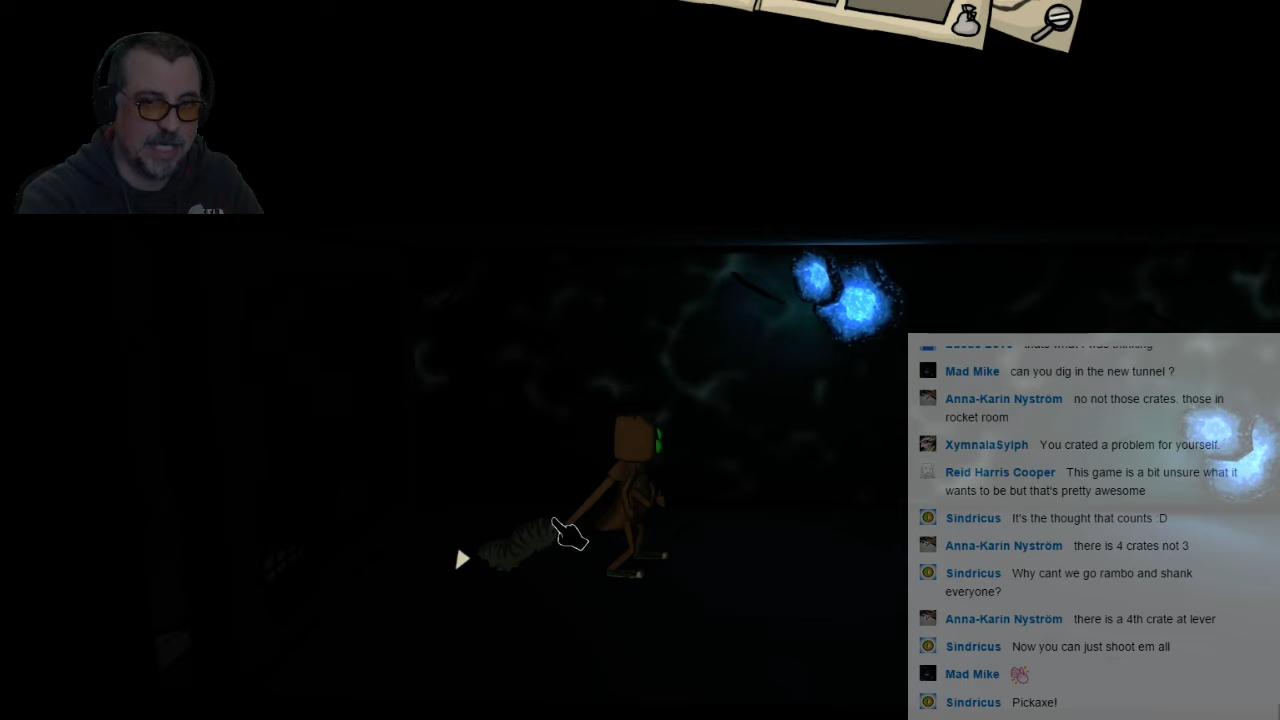 Mad Mike can you dig in the new tunnel ?
Anna-Karin Nyström no not those crates. those in
rocket room
XymnaiaSylph You crated a problem for yourself.
Reid Harris Cooper This game is a bit unsure what it
wants to be but that's pretty awesome
Sindricus It's the thought that counts :D
Anna-Karin Nyström there is 4 crates not 3
Sindricus Why cant we go rambo and shank
everyone?
Anna-Karin Nyström there is a 4th crate at lever
Sindricus Now you can just shoot em all
Mad Mike
Sindricus Pickaxe!